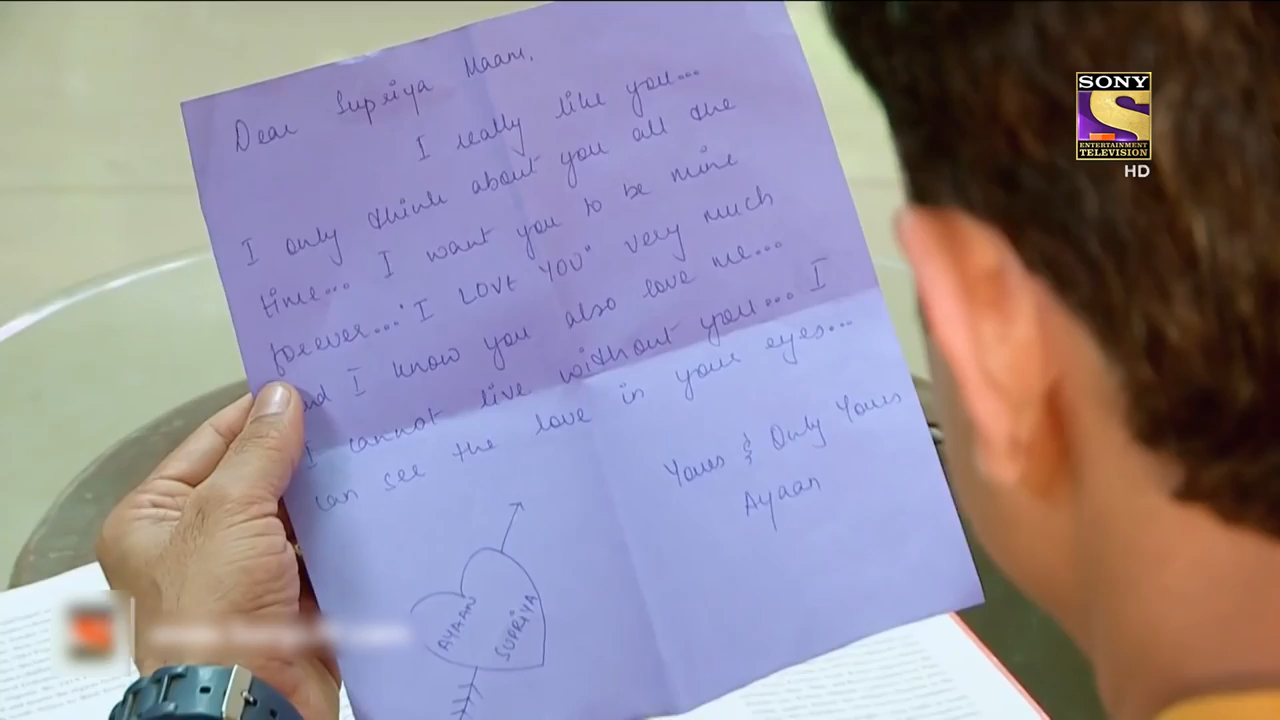 Dear Supriya Maam,
I really like you...
I only think about you all the
time... I want you to be mine
forever... "I LOVE YOU" very much
and I know you also love me...
I cannot live without you... I
can see the love in your eyes...
Yours & Only Yours
Ayaan
AYAAN
SUPRIYA
SONY
ENTERTAINMENT
TELEVISION
HD